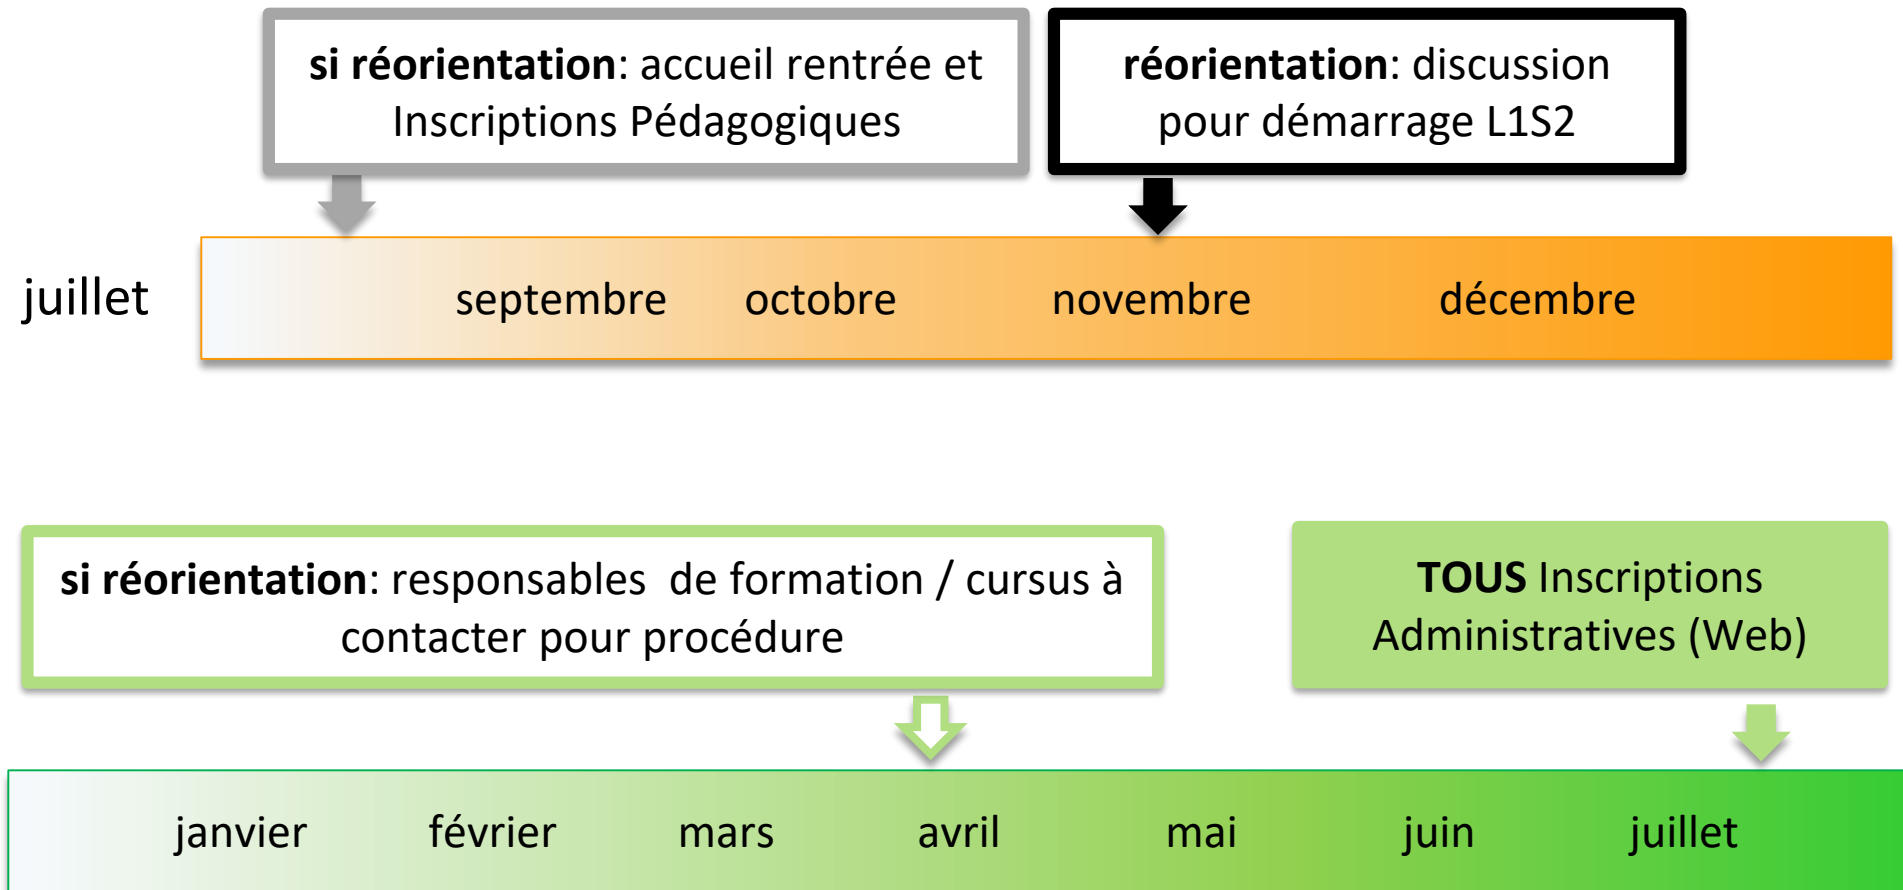 si réorientation: accueil rentrée et
Inscriptions Pédagogiques
réorientation: discussion
pour démarrage L1S2
juillet
septembre octobre novembre décembre
si réorientation: responsables de formation / cursus à
contacter pour procédure
TOUS Inscriptions
Administratives (Web)
janvier février mars avril mai juin juillet